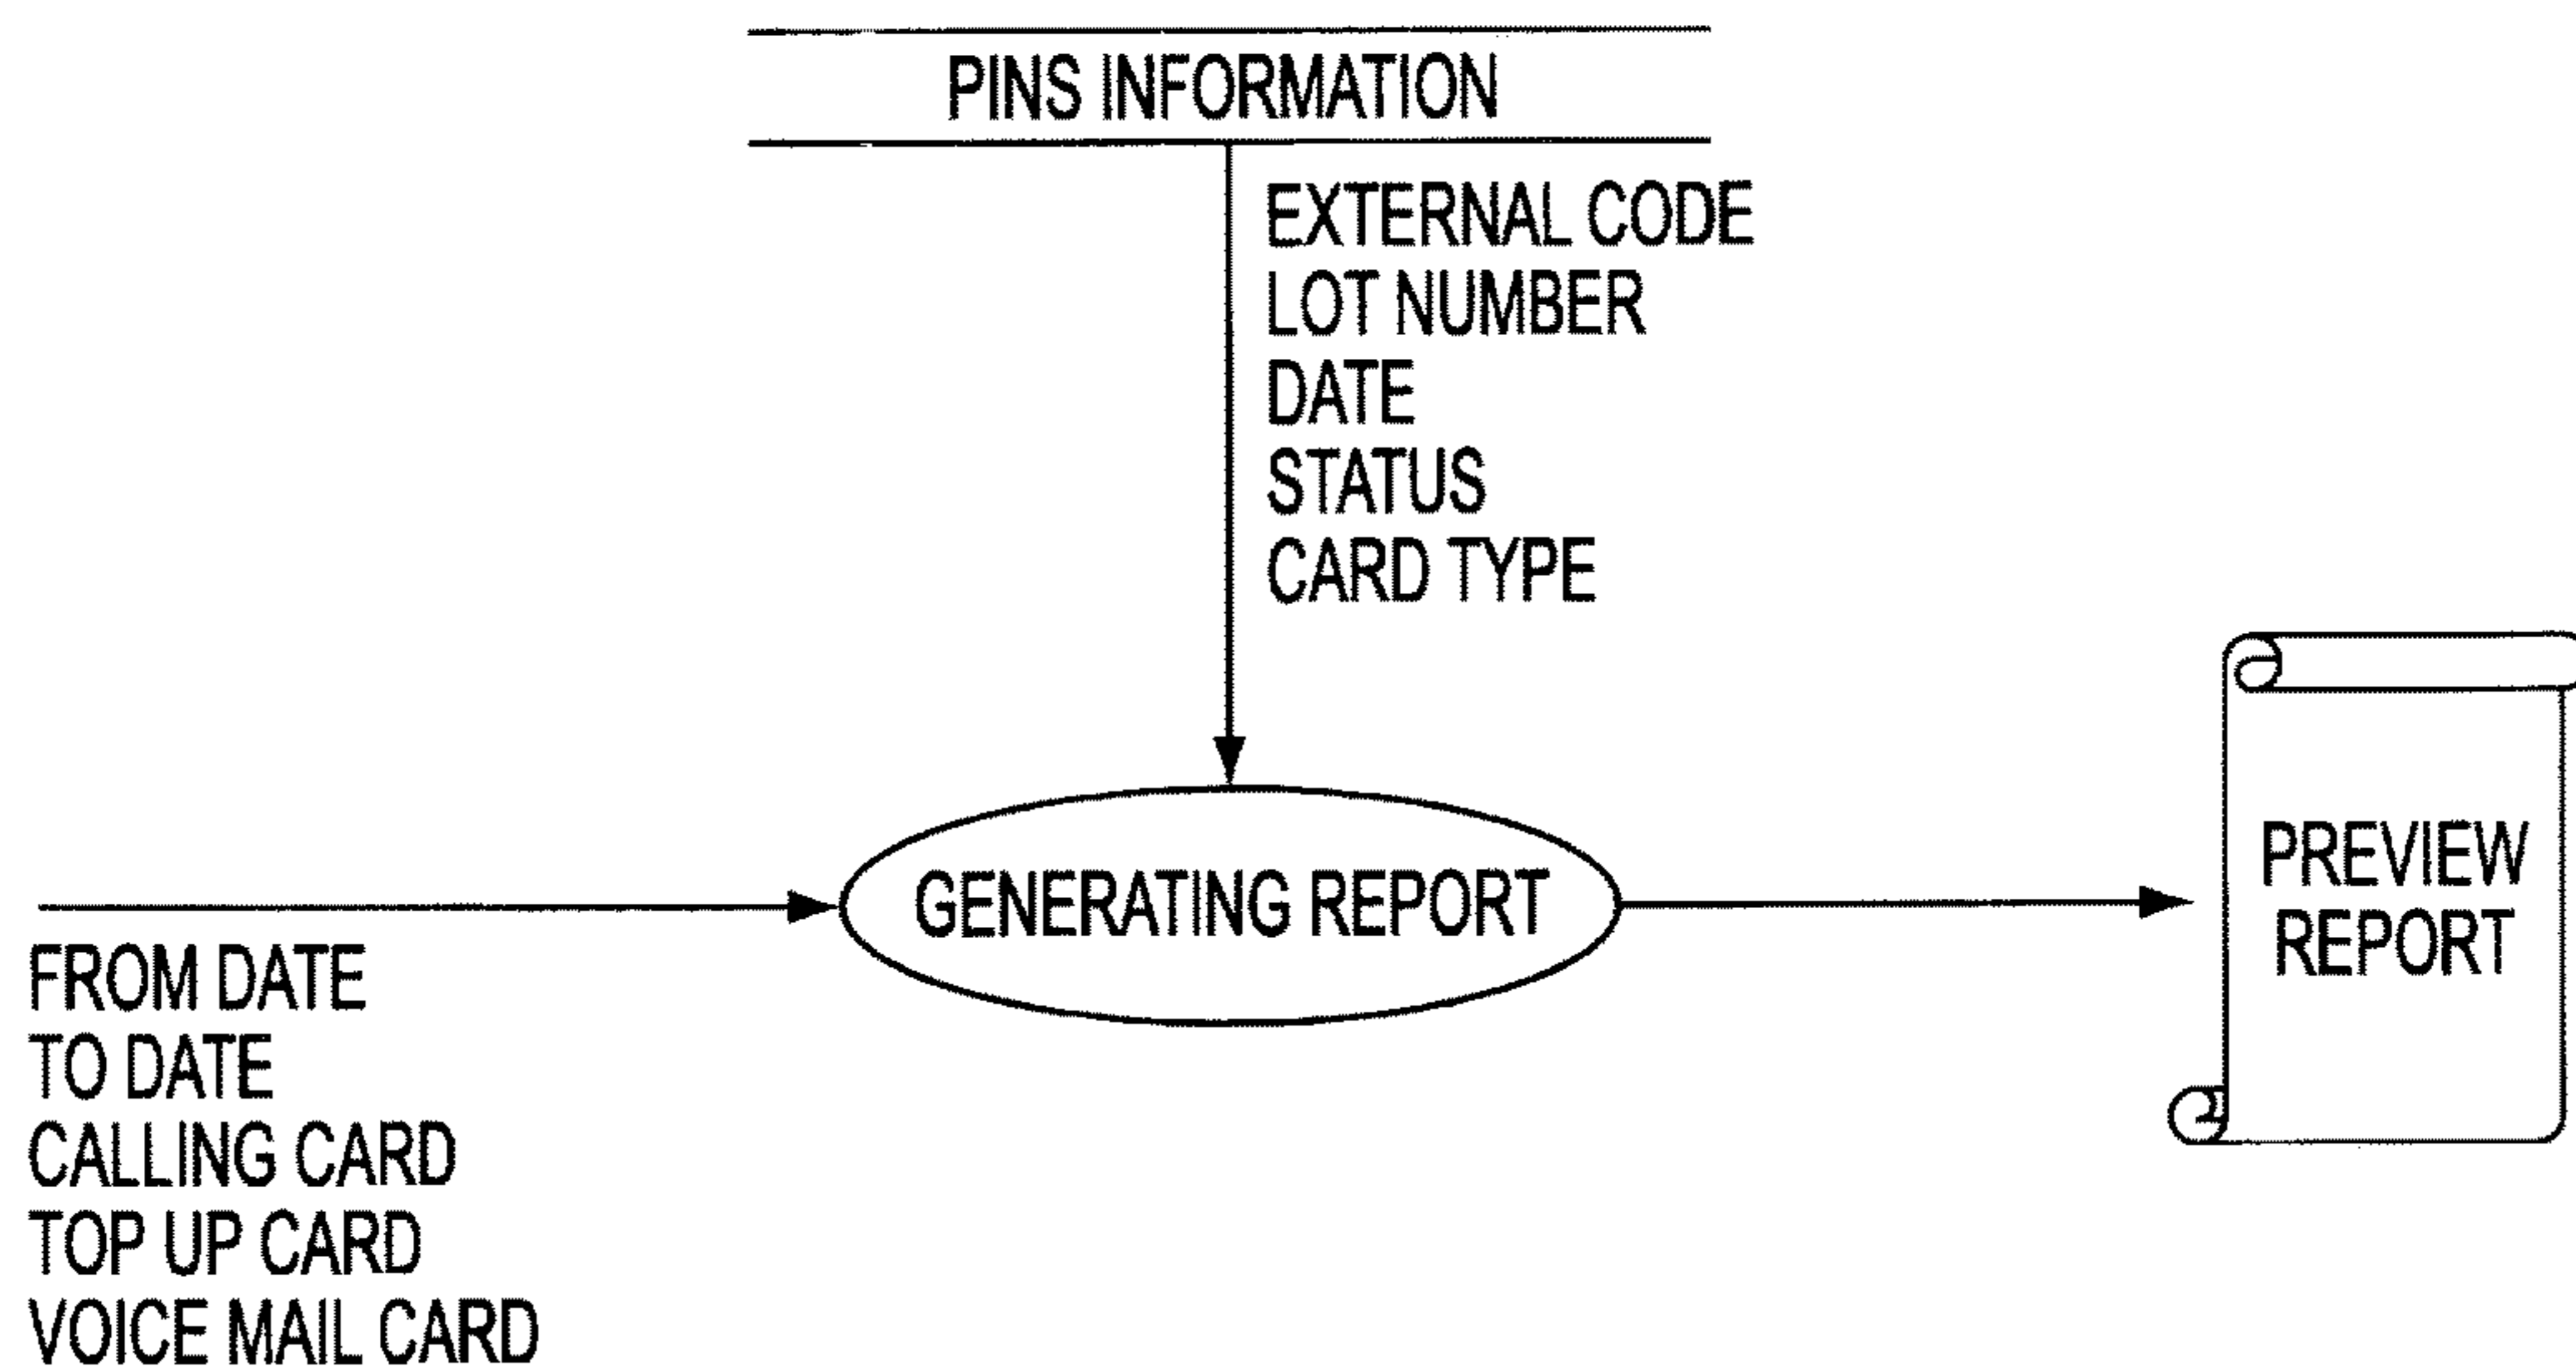 PINS INFORMATION
EXTERNAL CODE
LOT NUMBER
DATE
STATUS
CARD TYPE
GENERATING REPORT
PREVIEW
REPORT
FROM DATE
TO DATE
CALLING CARD
TOP UP CARD
VOICE MAIL CARD